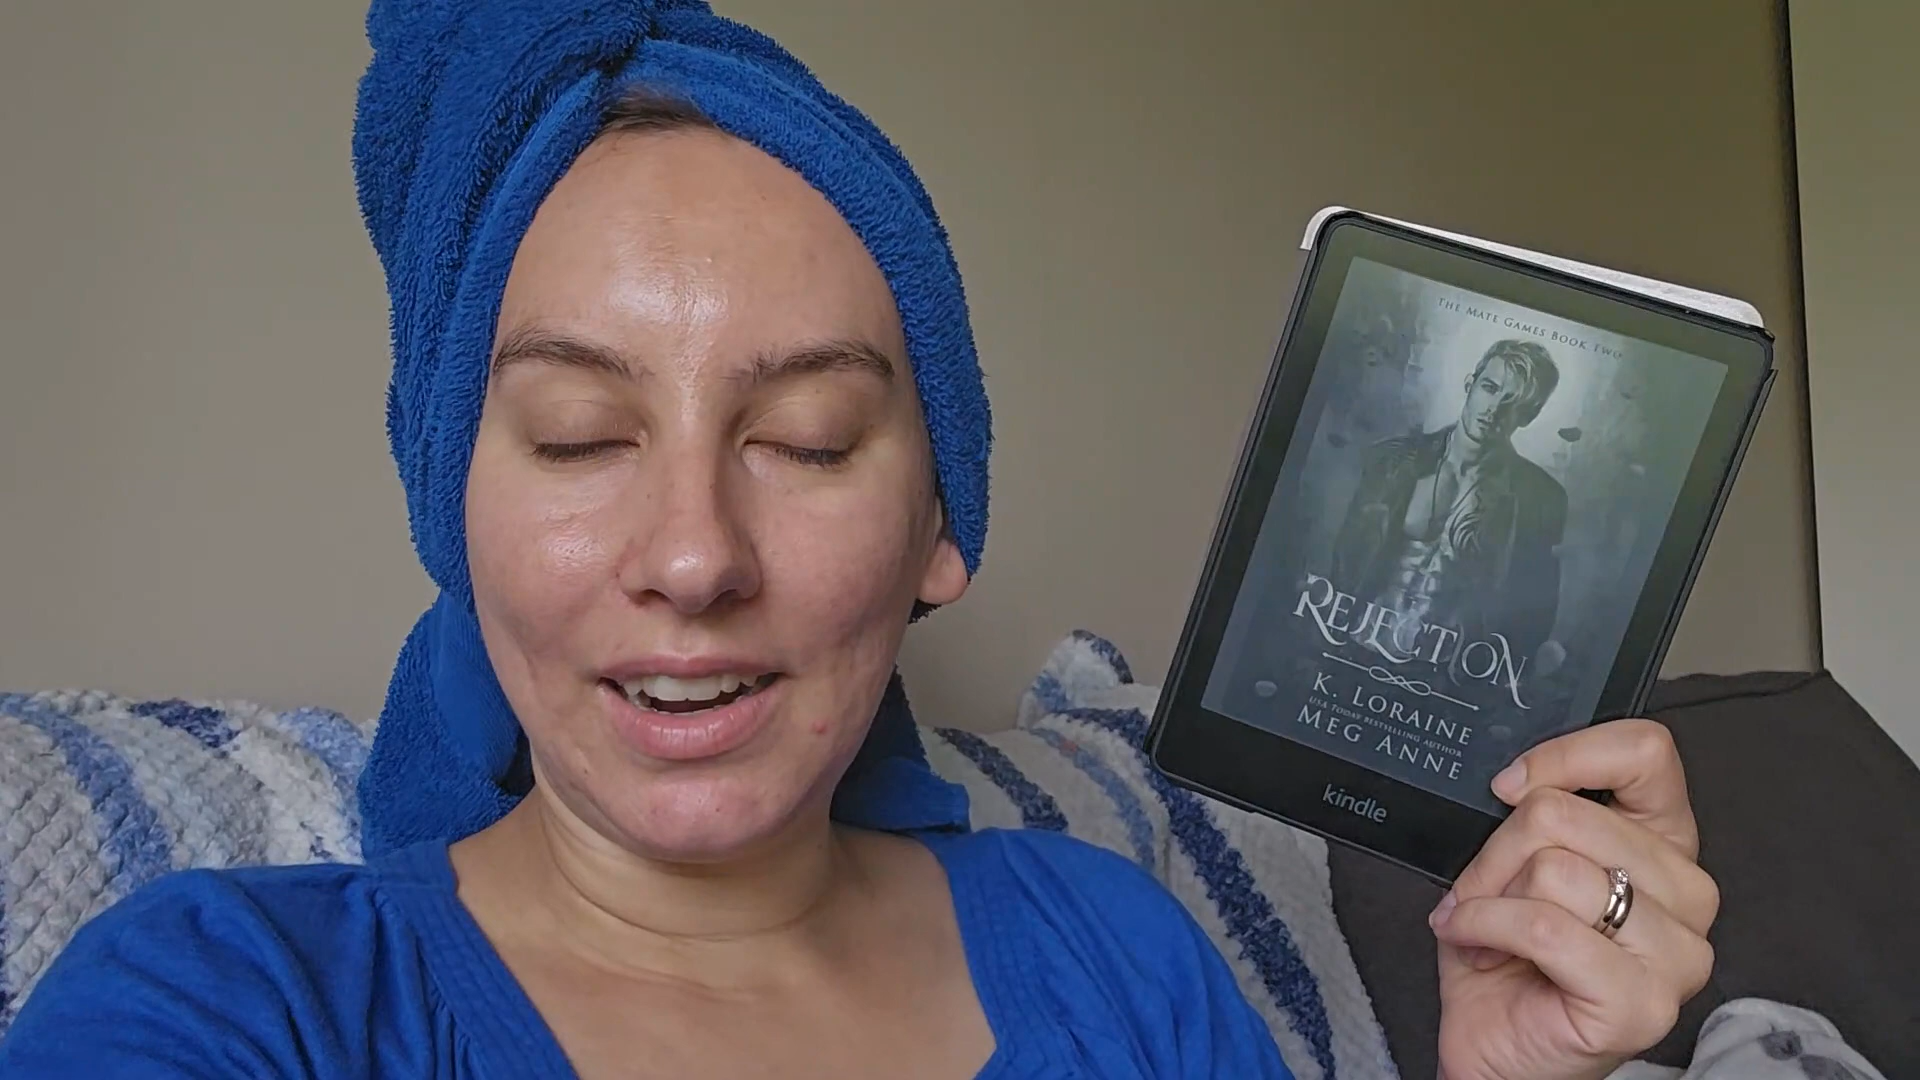 THE MATE GAMES BOOK TWO
REJECTION
K. LORAINE
USA TODAY BESTSELLING AUTHOR
MEG ANNE
kindle